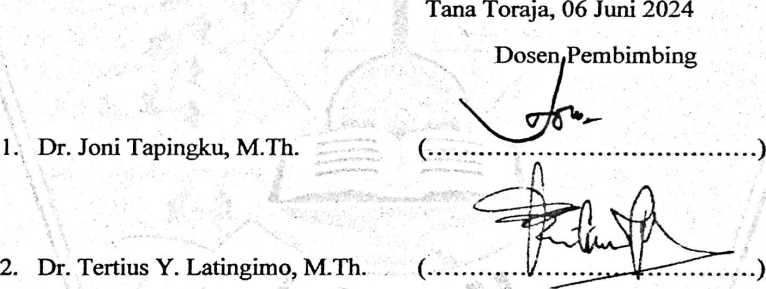 Tana Toraja, 06 Juni 2024
Dosen Pembimbing
1. Dr. Joni Tapingku, M.Th. (.......................................)
2. Dr. Tertius Y. Latingimo, M.Th. (.......................................)